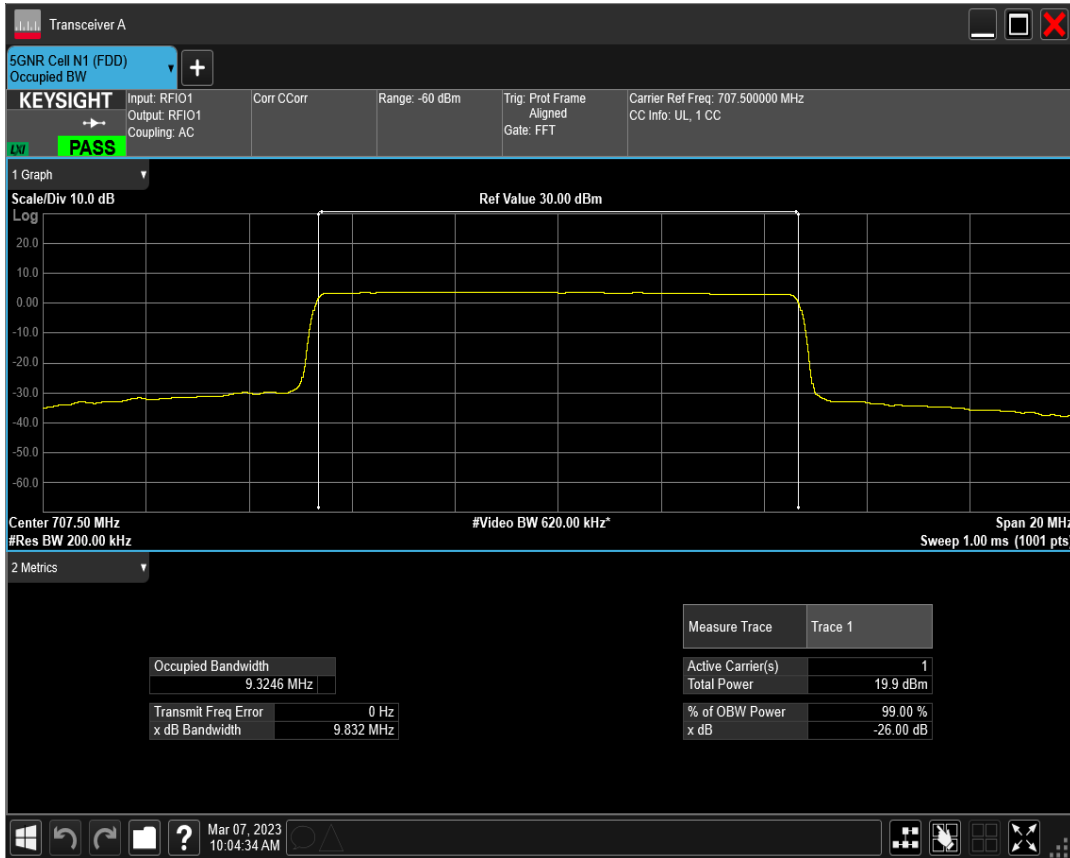 Transceiver A
5GNR Cell N1 (FDD)
Occupied BW
+
KEYSIGHT
LXI
PASS
Input: RFIO1
Output: RFIO1
Coupling: AC
Corr CCorr
Range: -60 dBm
Trig: Prot Frame
Aligned
Gate: FFT
Carrier Ref Freq: 707.500000 MHz
CC Info: UL, 1 CC
1 Graph
Scale/Div 10.0 dB
Ref Value 30.00 dBm
Log
20.0
10.0
0.00
-10.0
-20.0
-30.0
-40.0
-50.0
-60.0
Center 707.50 MHz
#Video BW 620.00 kHz*
Span 20 MHz
#Res BW 200.00 kHz
Sweep 1.00 ms (1001 pts)
2 Metrics
Measure Trace Trace 1
Occupied Bandwidth
9.3246 MHz
Active Carrier(s) 1
Total Power 19.9 dBm
Transmit Freq Error 0 Hz
x dB Bandwidth 9.832 MHz
% of OBW Power 99.00 %
x dB -26.00 dB
?
Mar 07, 2023
10:04:34 AM